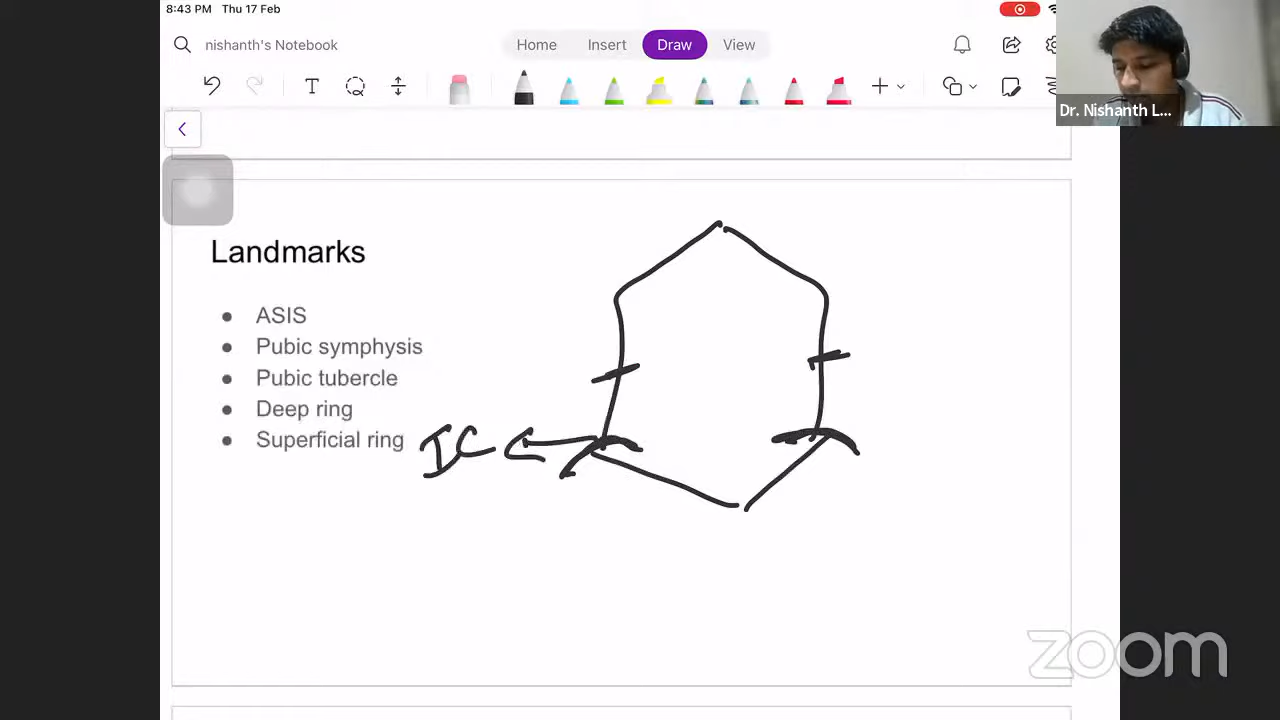 8:43 PM Thu 17 Feb
nishanth's Notebook
Home Insert Draw View
T
Dr. Nishanth L...
Landmarks
ASIS
Pubic symphysis
Pubic tubercle
Deep ring
Superficial ring
IC
zoom